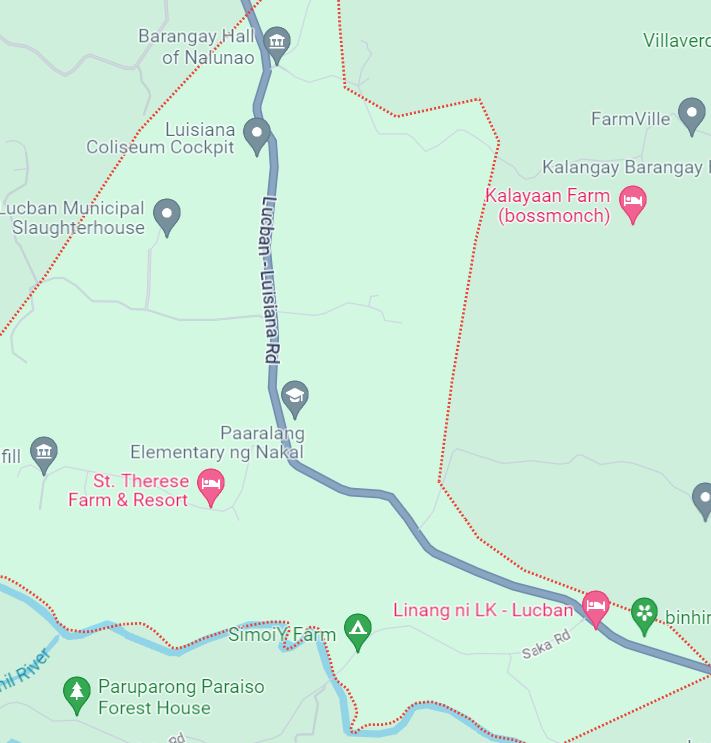 Barangay Hall
of Nalunao
Villaverd
Luisiana
Coliseum Cockpit
FarmVille
Kalangay Barangay
Kalayaan Farm
(bossmonch)
Lucban Municipal
Slaughterhouse
Lucban - Luisiana Rd
Paaralang
Elementary ng Nakal
fill
St. Therese
Farm & Resort
Linang ni LK - Lucban
binhi
SimoiY Farm
Saka Rd
River
Paruparong Paraiso
Forest House
Rd